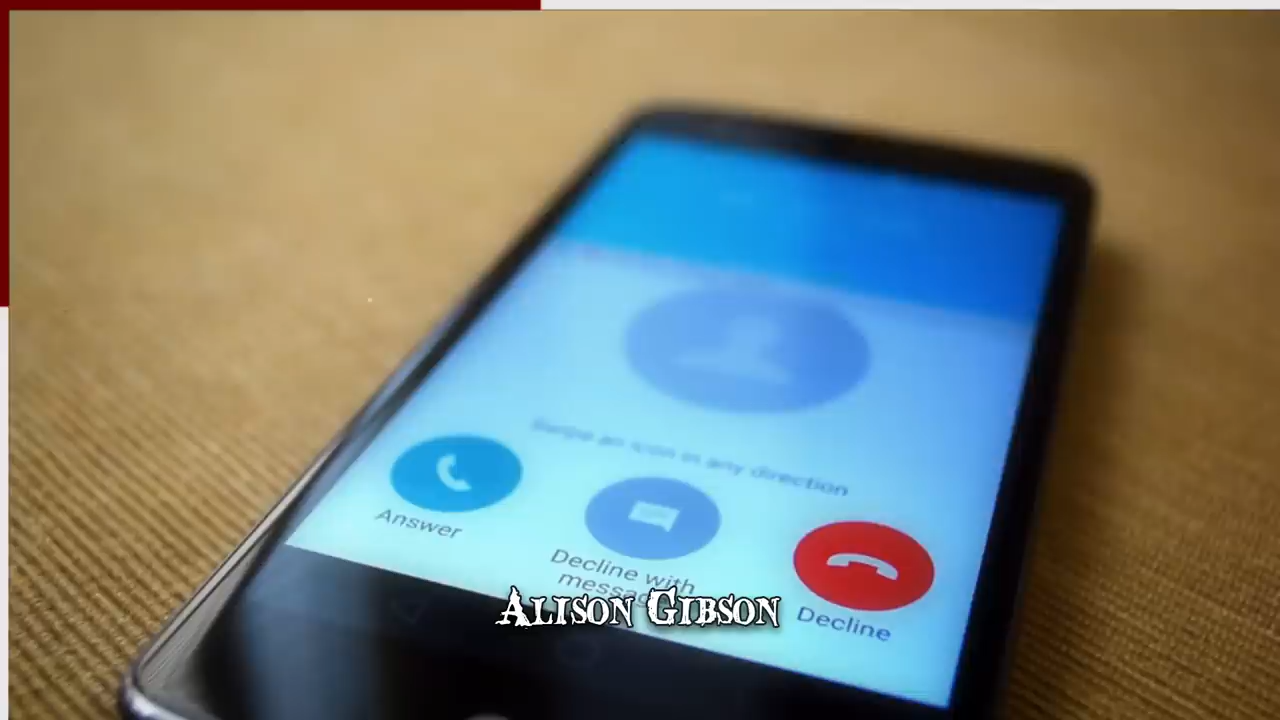 Swipe an icon in any direction
Answer
Decline with
message
Decline
Alison Gibson